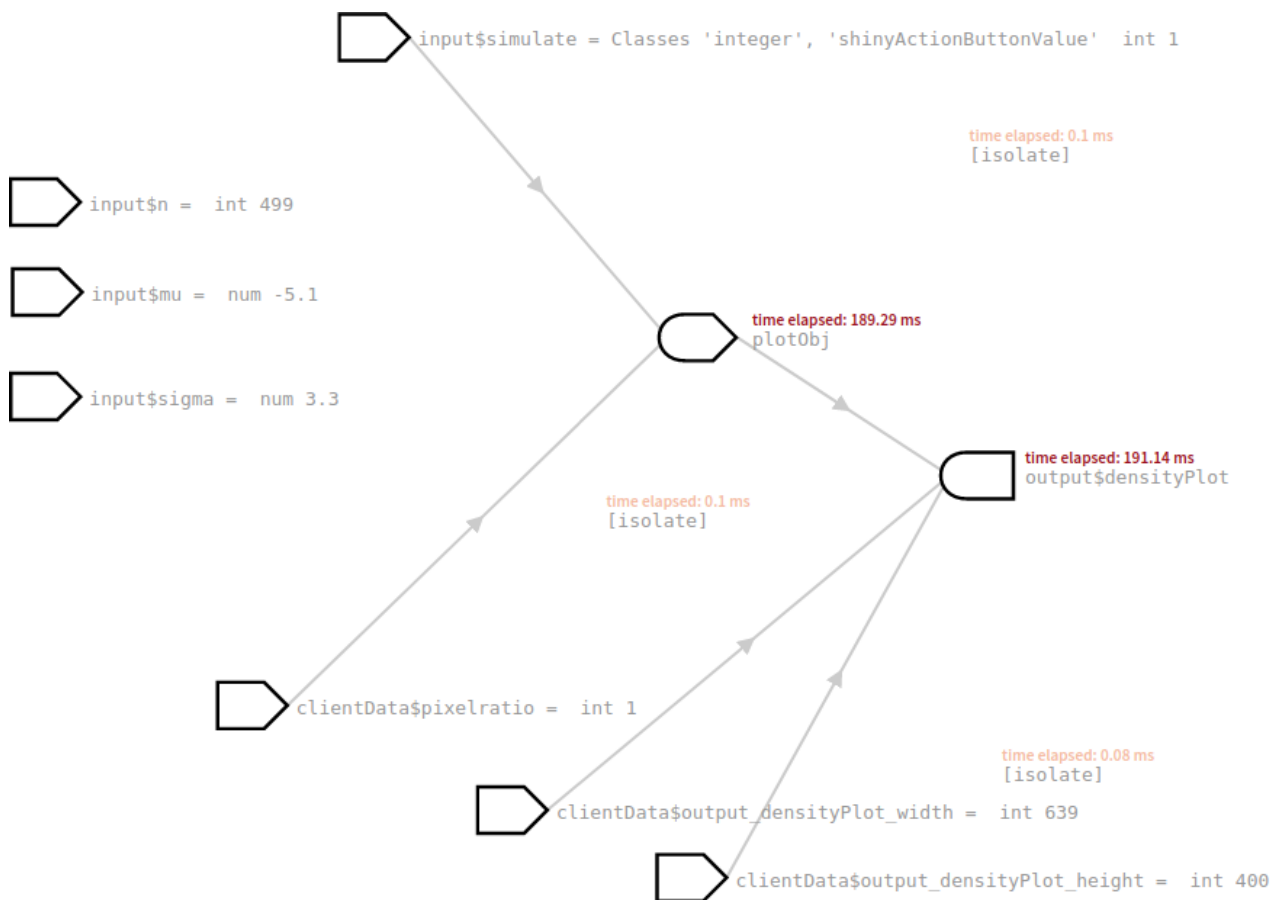 input$simulate = Classes 'integer', 'shinyActionButtonValue'  int 1
time elapsed: 0.1 ms
[isolate]
input$n =  int 499
input$mu =  num -5.1
time elapsed: 189.29 ms
plotObj
input$sigma =  num 3.3
time elapsed: 191.14 ms
output$densityPlot
time elapsed: 0.1 ms
[isolate]
clientData$pixelratio =  int 1
time elapsed: 0.08 ms
[isolate]
clientData$output_densityPlot_width =  int 639
clientData$output_densityPlot_height =  int 400